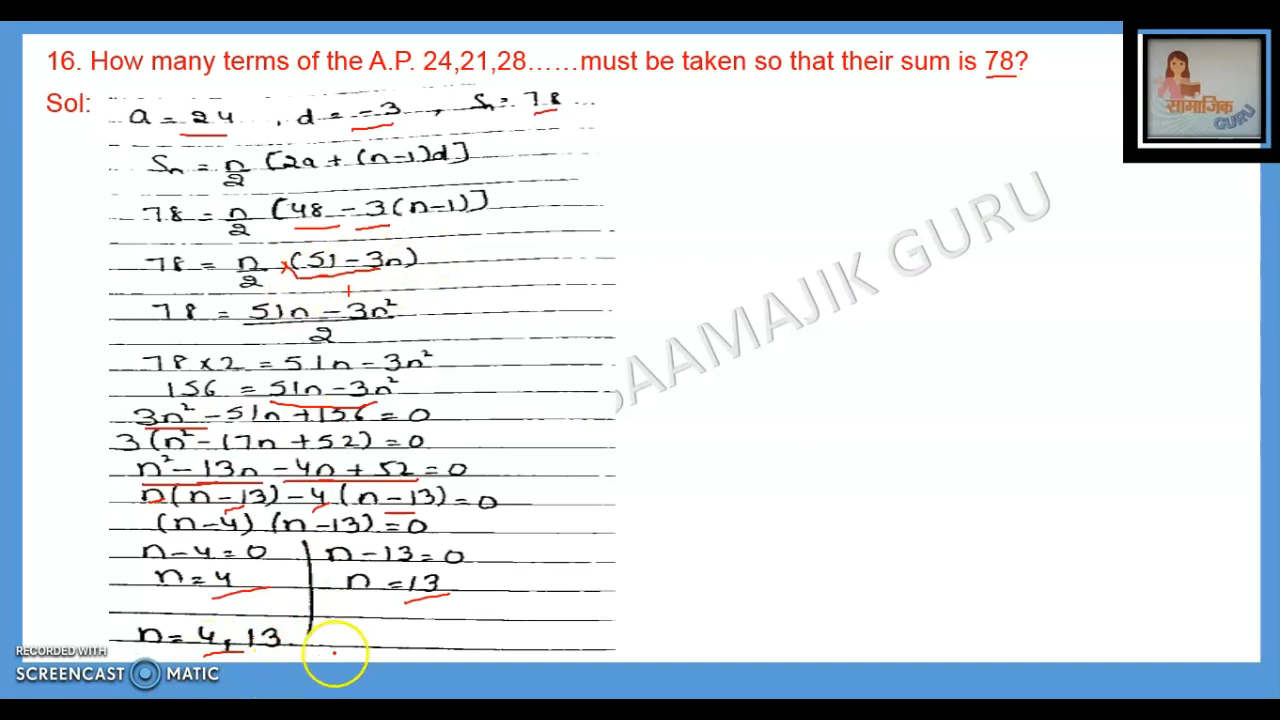 16. How many terms of the A.P. 24,21,28......must be taken so that their sum is 78?
सामाजिक
GURU
Sol:
a = 24 , d = -3 , Sn = 78
Sn = n/2 [2a + (n-1)d]
78 = n/2 [48 - 3(n-1)]
78 = n/2 x (51 - 3n)
78 = 51n - 3n²/2
78 x 2 = 51n - 3n²
156 = 51n - 3n²
3n² - 51n + 156 = 0
3(n² - 17n + 52) = 0
n² - 13n - 4n + 52 = 0
n(n - 13) - 4(n - 13) = 0
(n - 4) (n - 13) = 0
n - 4 = 0 | n - 13 = 0
n = 4 | n = 13
n = 4, 13
SAAMAJIK GURU
RECORDED WITH
SCREENCAST MATIC